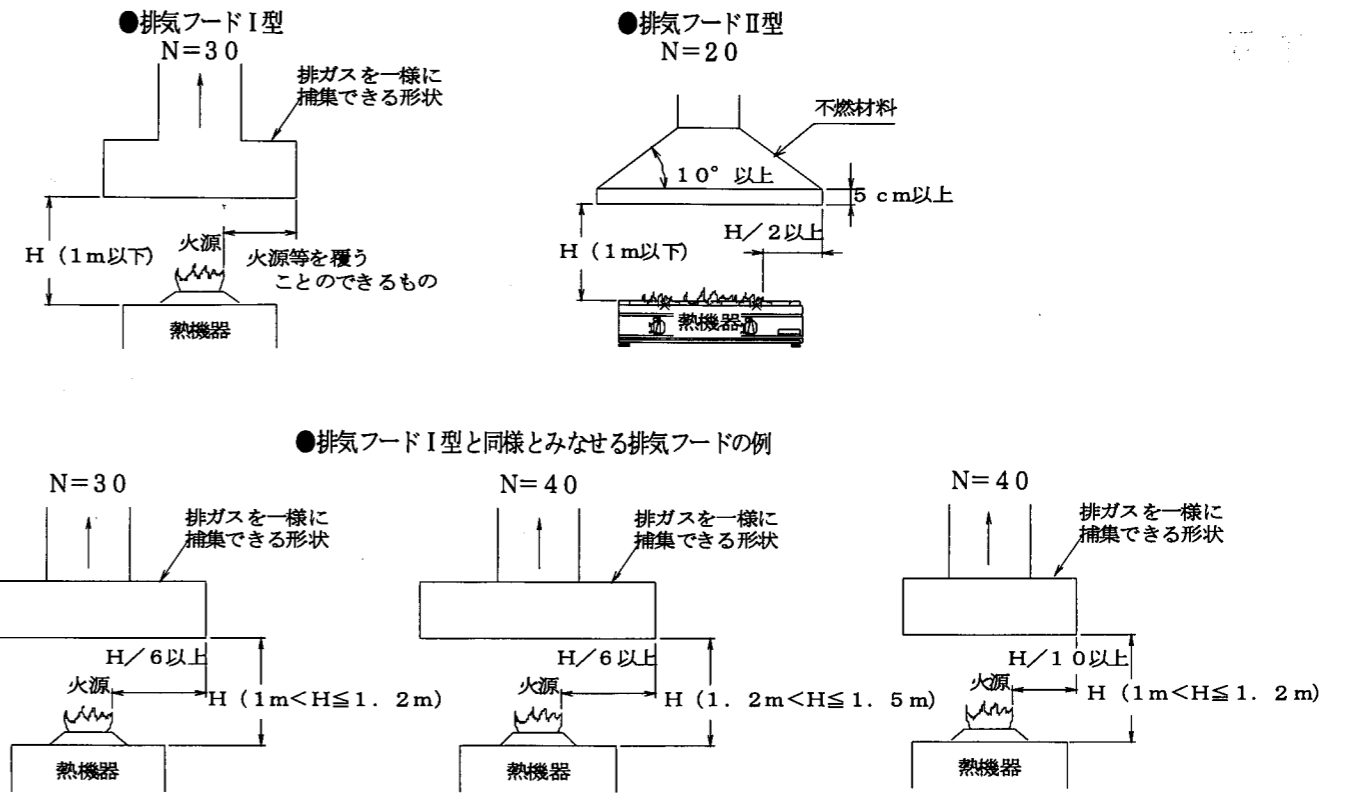 ●排気フードⅠ型
N=30
排ガスを一様に
捕集できる形状
H(1m以下)
火源
火源等を覆う
ことのできるもの
熱機器
●排気フードⅡ型
N=20
不燃材料
10° 以上
5cm以上
H/2以上
H(1m以下)
熱機器
●排気フードⅠ型と同様とみなせる排気フードの例
N=30
排ガスを一様に
捕集できる形状
H/6以上
火源
H(1m<H≦1.2m)
熱機器
N=40
排ガスを一様に
捕集できる形状
H/6以上
火源
H(1.2m<H≦1.5m)
熱機器
N=40
排ガスを一様に
捕集できる形状
H/10以上
火源
H(1m<H≦1.2m)
熱機器